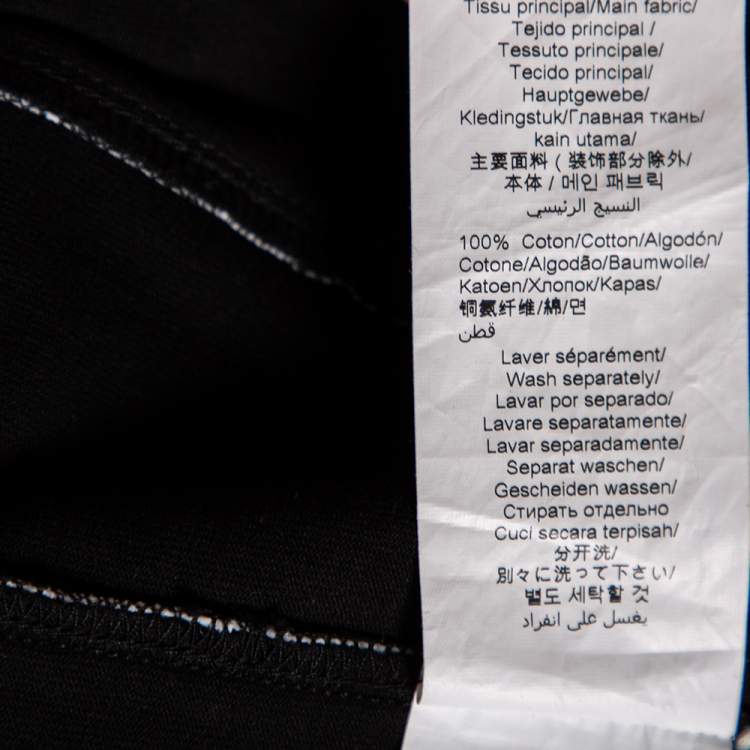 Tissu principal/Main fabric/
Tejido principal /
Tessuto principale/
Tecido principal/
Hauptgewebe/
Kledingstuk/Главная ткань/
kain utama/
主要面料 ( 装饰部分除外/
本体 / 메인 패브릭
النسيج الرئيسي
100% Coton/Cotton/Algodón/
Cotone/Algodão/Baumwolle/
Katoen/Хлопок/Kapas/
铜氨纤维/綿/면
قطن
Laver séparément/
Wash separately/
Lavar por separado/
Lavare separatamente/
Lavar separadamente/
Separat waschen/
Gescheiden wassen/
Стирать отдельно
Cuci secara terpisah/
分开洗/
別々に洗って下さい/
별도 세탁할 것
يغسل على انفراد